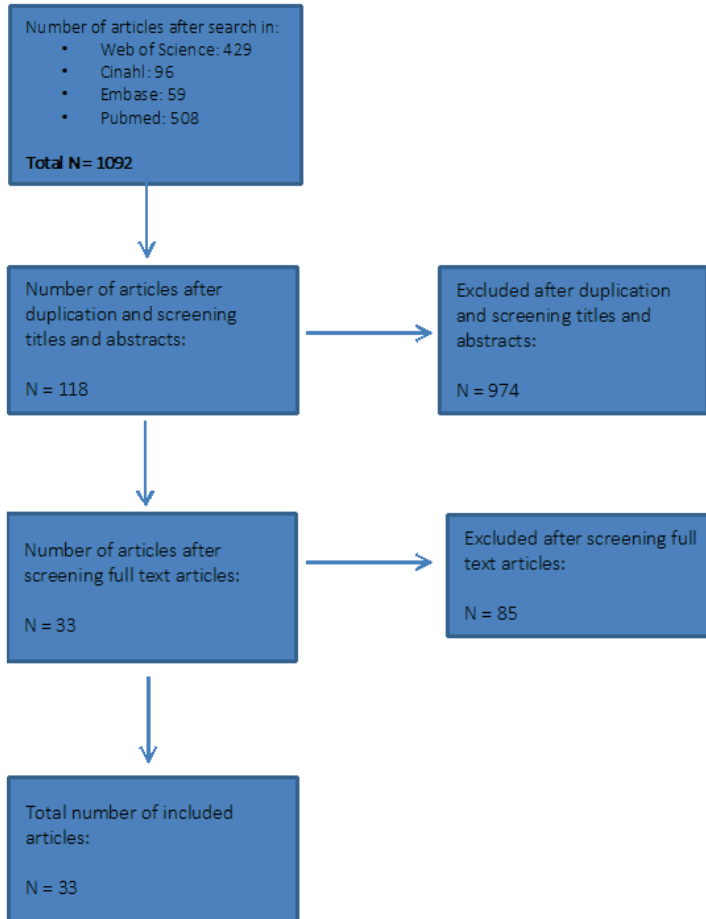 Number of articles after search in:
• Web of Science: 429
• Cinahl: 96
• Embase: 59
• Pubmed: 508
Total N= 1092
Number of articles after
duplication and screening
titles and abstracts:
N = 118
Excluded after duplication
and screening titles and
abstracts:
N = 974
Number of articles after
screening full text articles:
N = 33
Excluded after screening full
text articles:
N = 85
Total number of included
articles:
N = 33